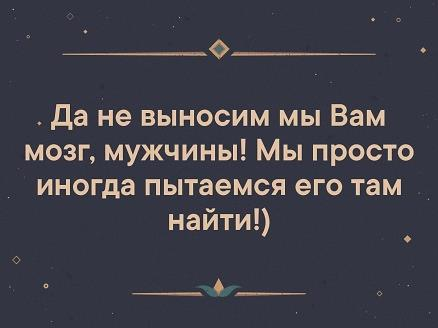 Да не выносим мы Вам
мозг, мужчины! Мы просто
иногда пытаемся его там
найти!)